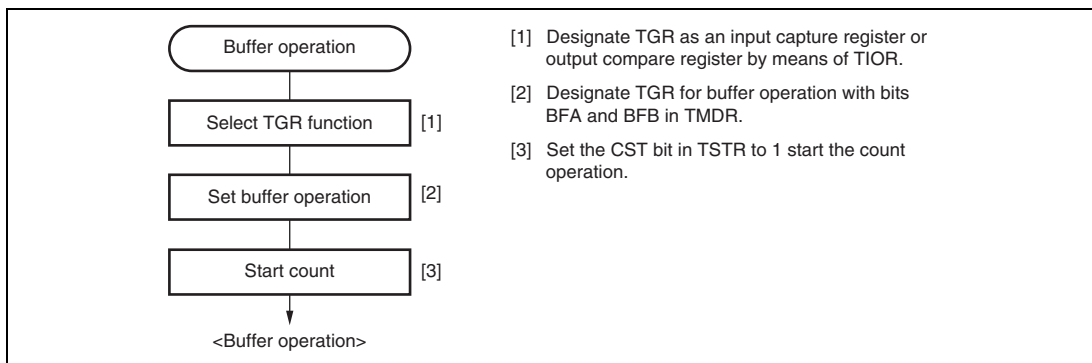 Buffer operation
Select TGR function
[1]
Set buffer operation
[2]
Start count
[3]
<Buffer operation>
[1] Designate TGR as an input capture register or
output compare register by means of TIOR.
[2] Designate TGR for buffer operation with bits
BFA and BFB in TMDR.
[3] Set the CST bit in TSTR to 1 start the count
operation.